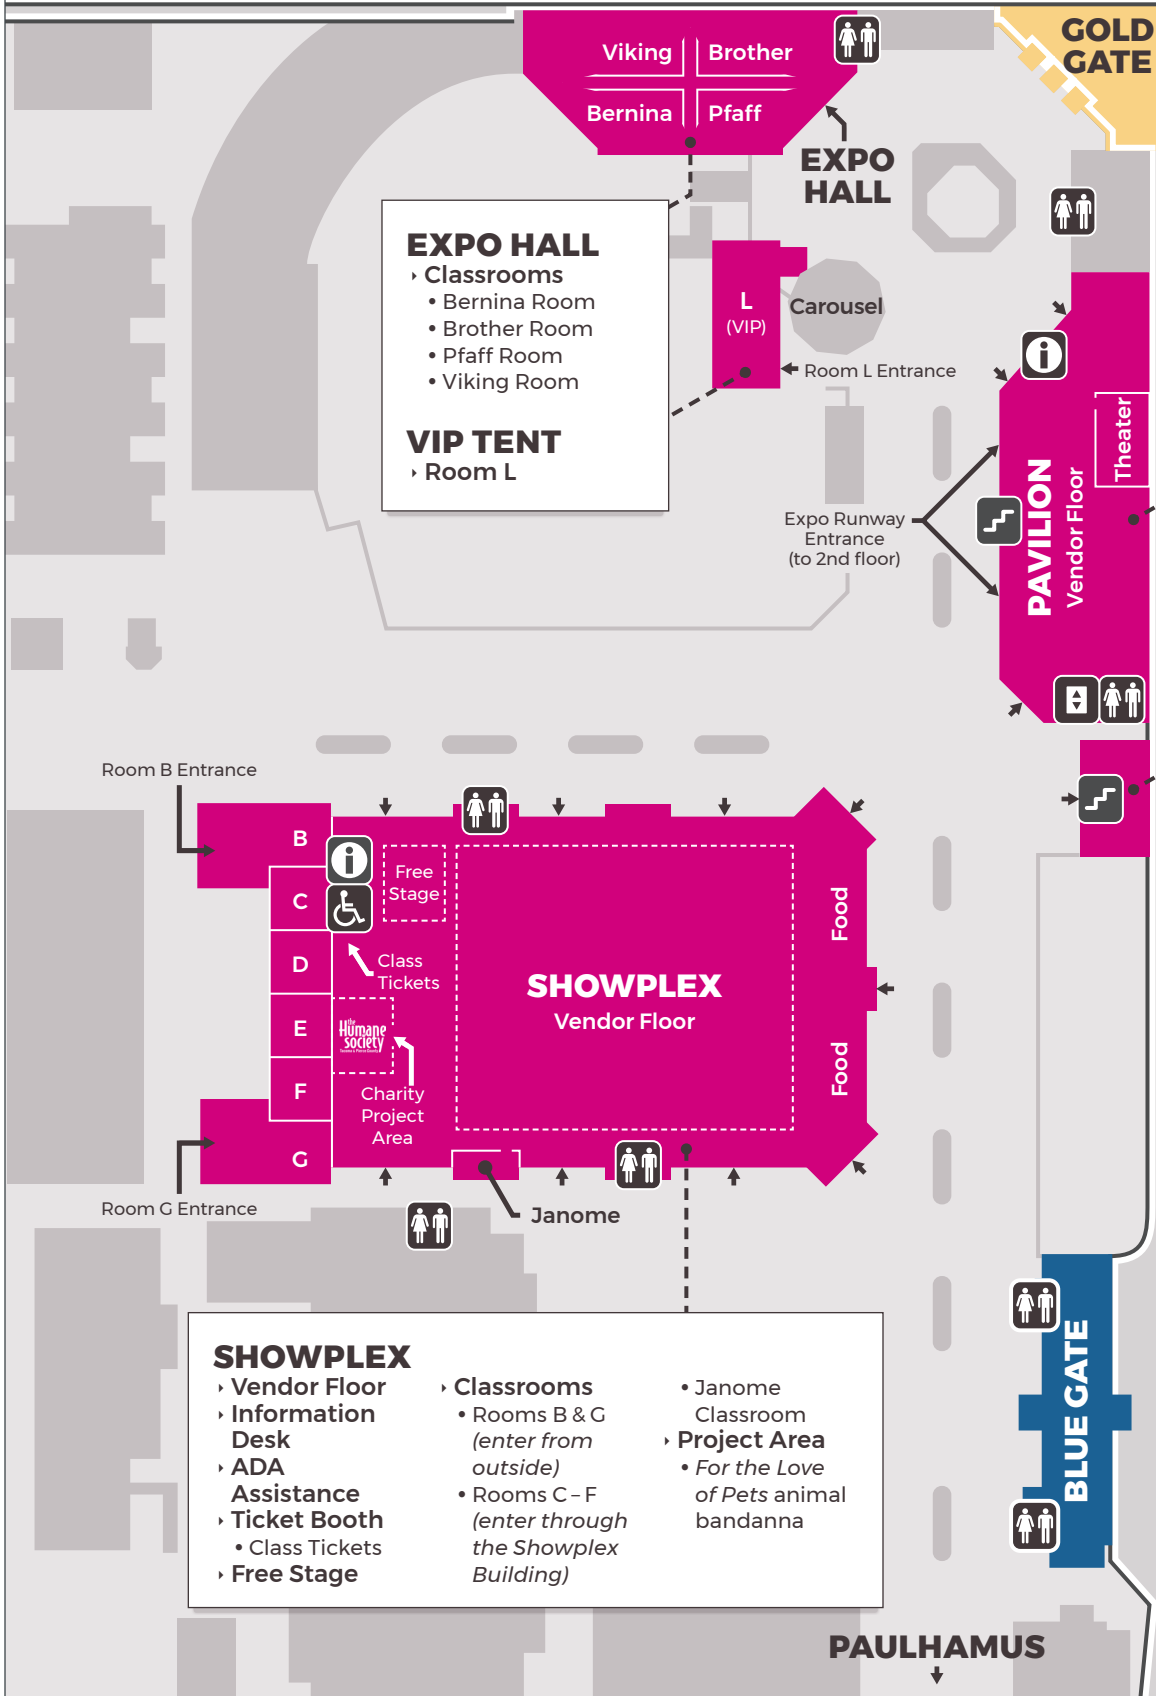 GOLD
GATE
Viking
Brother
Bernina
Pfaff
EXPO
HALL
EXPO HALL
‣ Classrooms
• Bernina Room
• Brother Room
• Pfaff Room
• Viking Room
VIP TENT
‣ Room L
L
(VIP)
Carousel
Room L Entrance
Theater
PAVILION
Vendor Floor
Expo Runway
Entrance
(to 2nd floor)
Room B Entrance
B
C
D
E
F
G
Free
Stage
Class
Tickets
the
Humane
society
Charity
Project
Area
SHOWPLEX
Vendor Floor
Food
Food
Room G Entrance
Janome
SHOWPLEX
‣ Vendor Floor
‣ Information
Desk
‣ ADA
Assistance
‣ Ticket Booth
• Class Tickets
‣ Free Stage
‣ Classrooms
• Rooms B & G
(enter from
outside)
• Rooms C – F
(enter through
the Showplex
Building)
• Janome
Classroom
‣ Project Area
• For the Love
of Pets animal
bandanna
BLUE GATE
PAULHAMUS